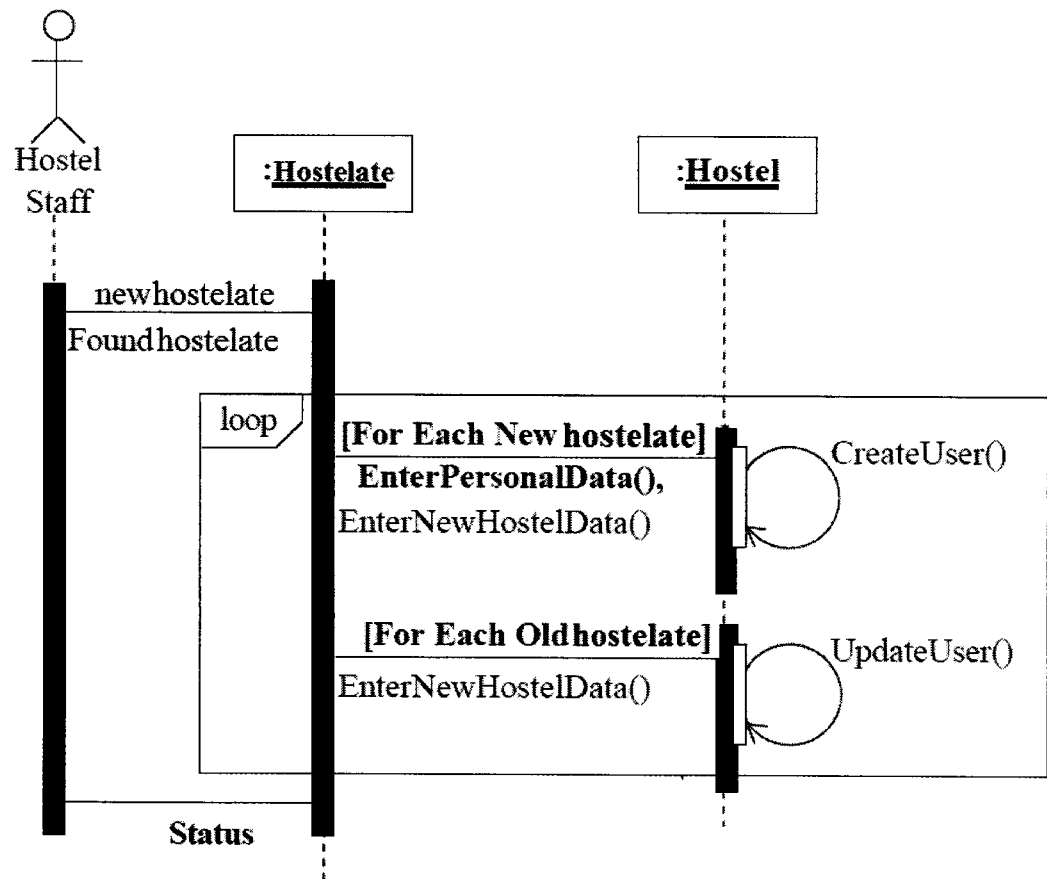 Hostel
Staff
:Hostelate
:Hostel
newhostelate
Foundhostelate
loop
[For Each New hostelate]
EnterPersonalData(),
EnterNewHostelData()
CreateUser()
[For Each Oldhostelate]
EnterNewHostelData()
UpdateUser()
Status